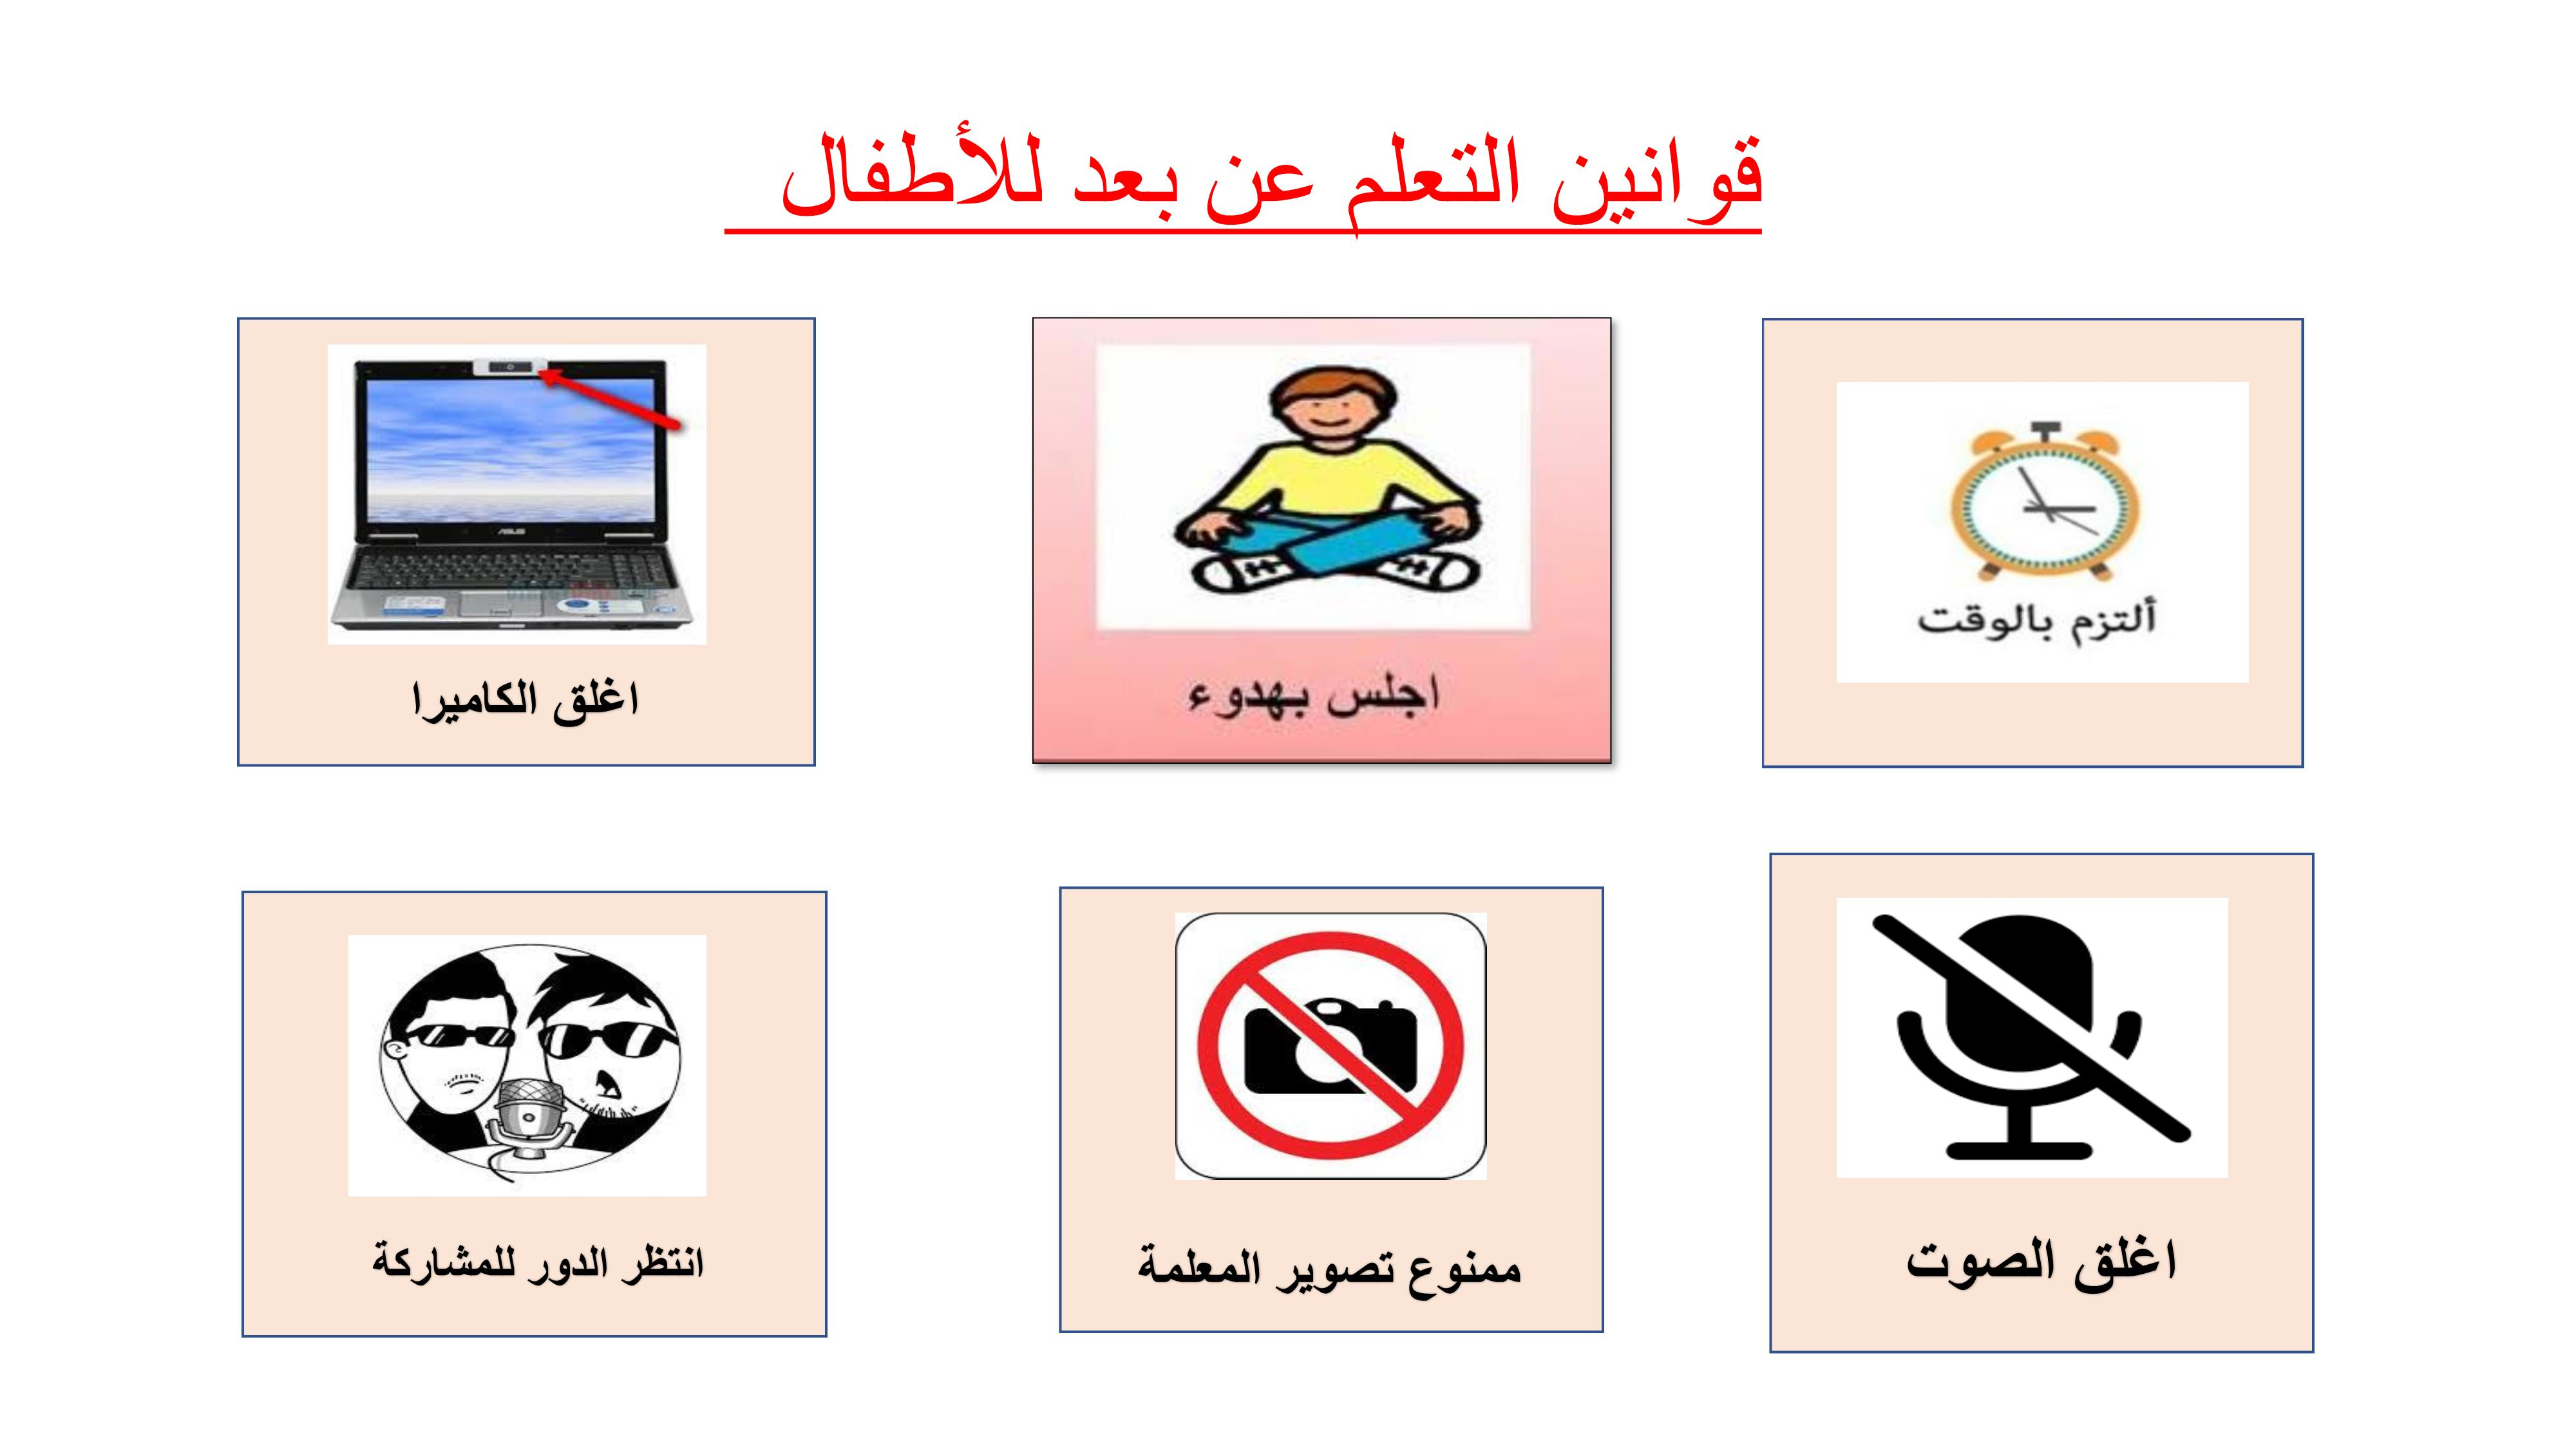 قوانين التعلم عن بعد للأطفال
ألتزم بالوقت
اجلس بهدوء
اغلق الكاميرا
اغلق الصوت
ممنوع تصوير المعلمة
انتظر الدور للمشاركة
ASUS